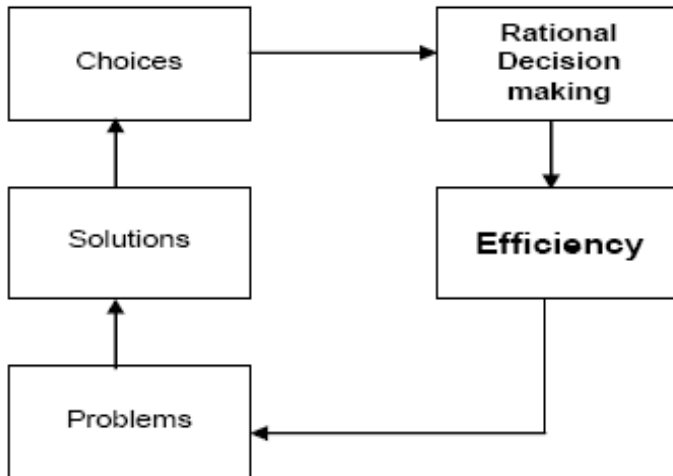 Choices
Rational
Decision
making
Solutions
Efficiency
Problems